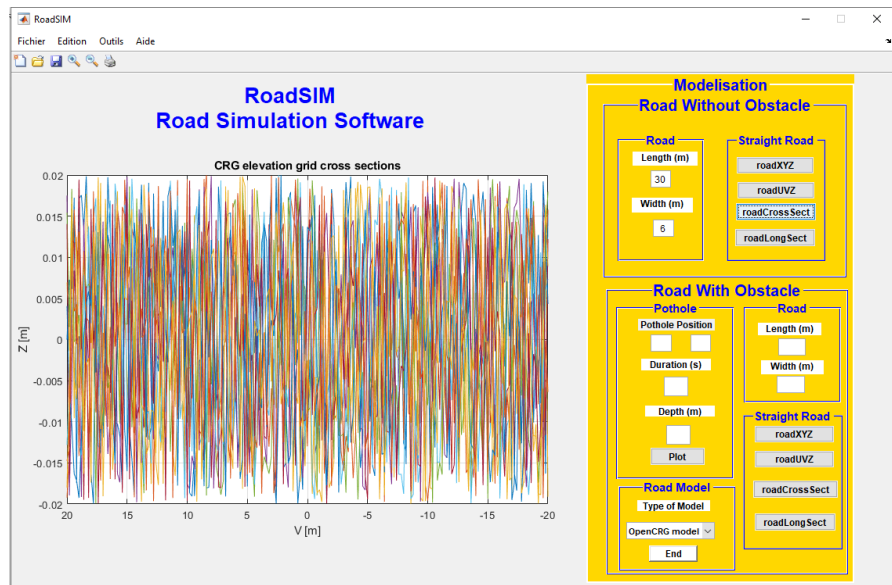 RoadSIM
Fichier Edition Outils Aide
RoadSIM
Road Simulation Software
CRG elevation grid cross sections
0.02
0.015
0.01
0.005
0
-0.005
-0.01
-0.015
-0.02
Z [m]
20 15 10 5 0 -5 -10 -15 -20
V [m]
Modelisation
Road Without Obstacle
Road
Length (m)
30
Width (m)
6
Straight Road
roadXYZ
roadUVZ
roadCrossSect
roadLongSect
Road With Obstacle
Pothole
Pothole Position
Duration (s)
Depth (m)
Plot
Road
Length (m)
Width (m)
Straight Road
roadXYZ
roadUVZ
roadCrossSect
roadLongSect
Road Model
Type of Model
OpenCRG model
End